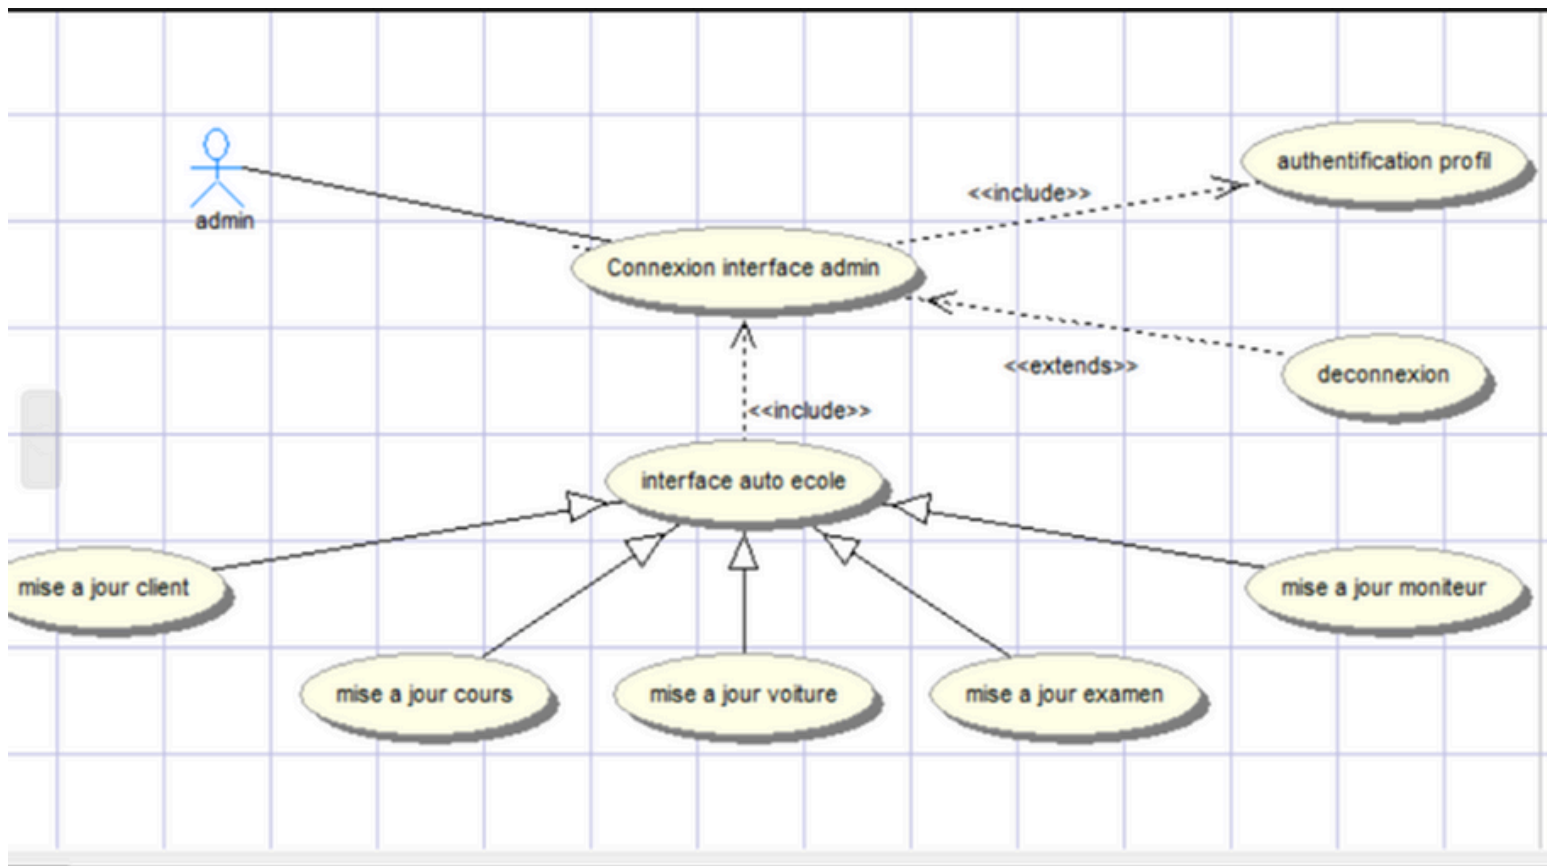 authentification profil
<<include>>
admin
Connexion interface admin
<<extends>>
deconnexion
<<include>>
interface auto ecole
mise a jour client
mise a jour moniteur
mise a jour cours
mise a jour voiture
mise a jour examen